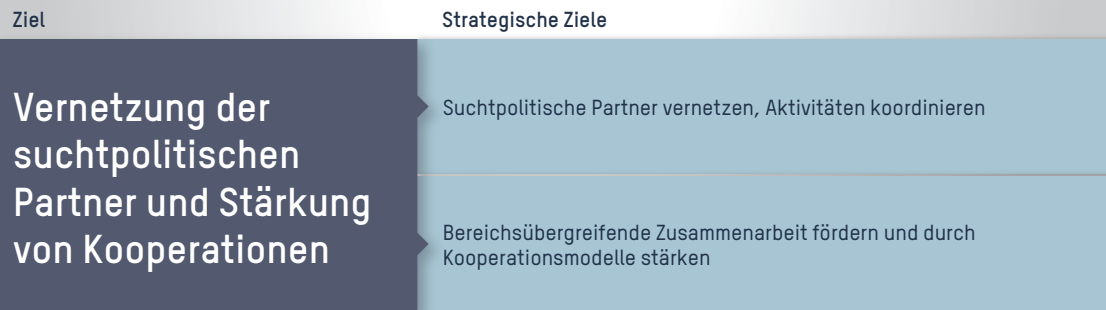 Ziel
Strategische Ziele
Vernetzung der
suchtpolitischen
Partner und Stärkung
von Kooperationen
Suchtpolitische Partner vernetzen, Aktivitäten koordinieren
Bereichsübergreifende Zusammenarbeit fördern und durch
Kooperationsmodelle stärken